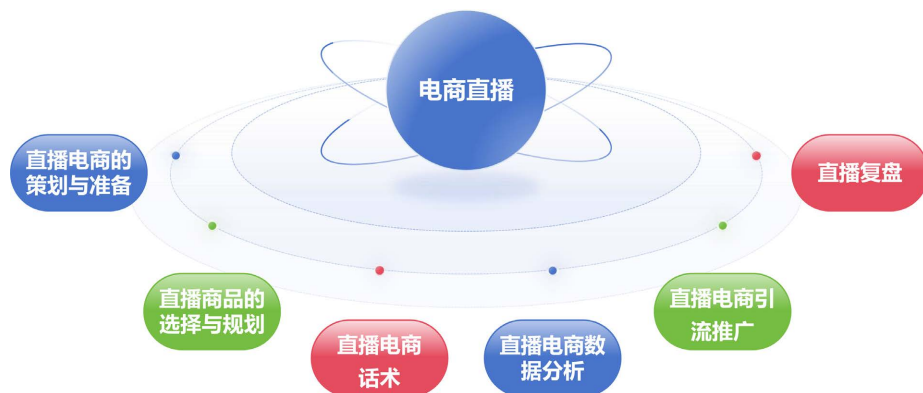 电商直播
直播电商的
策划与准备
直播商品的
选择与规划
直播电商
话术
直播电商数
据分析
直播电商引
流推广
直播复盘